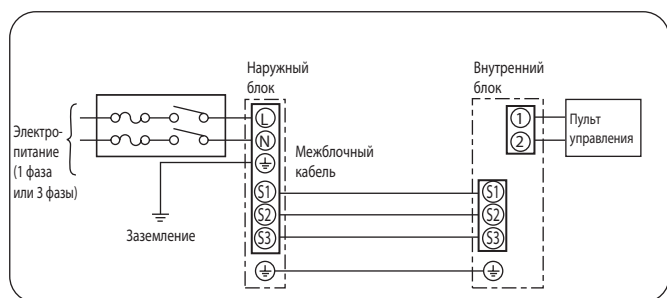 Наружный
блок
Внутренний
блок
Электро-
питание
(1 фаза
или 3 фазы)
L
N
Заземление
Межблочный
кабель
S1
S2
S3
S1
S2
S3
1
2
Пульт
управления